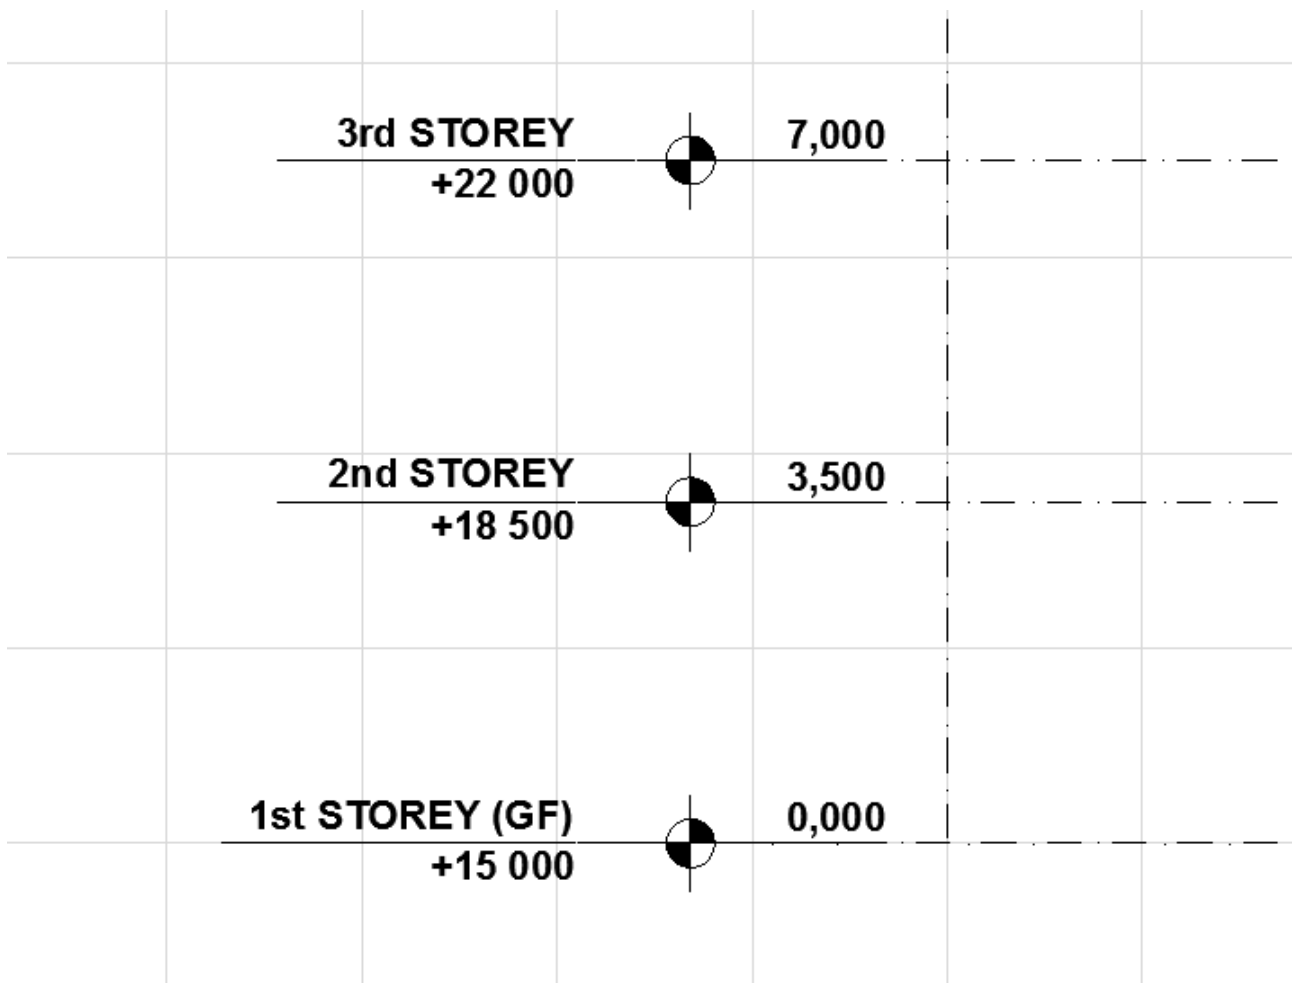 3rd STOREY 7,000
+22 000
2nd STOREY 3,500
+18 500
1st STOREY (GF) 0,000
+15 000